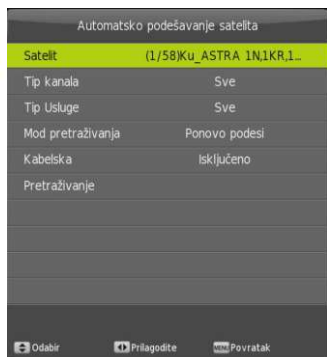 Automatsko podešavanje satelita
Satelit (1/58)Ku_ASTRA 1N,1KR,1...
Tip kanala Sve
Tip Usluge Sve
Mod pretraživanja Ponovo podesi
Kabelska Isključeno
Pretraživanje
Odabir Prilagodite MENU Povratak